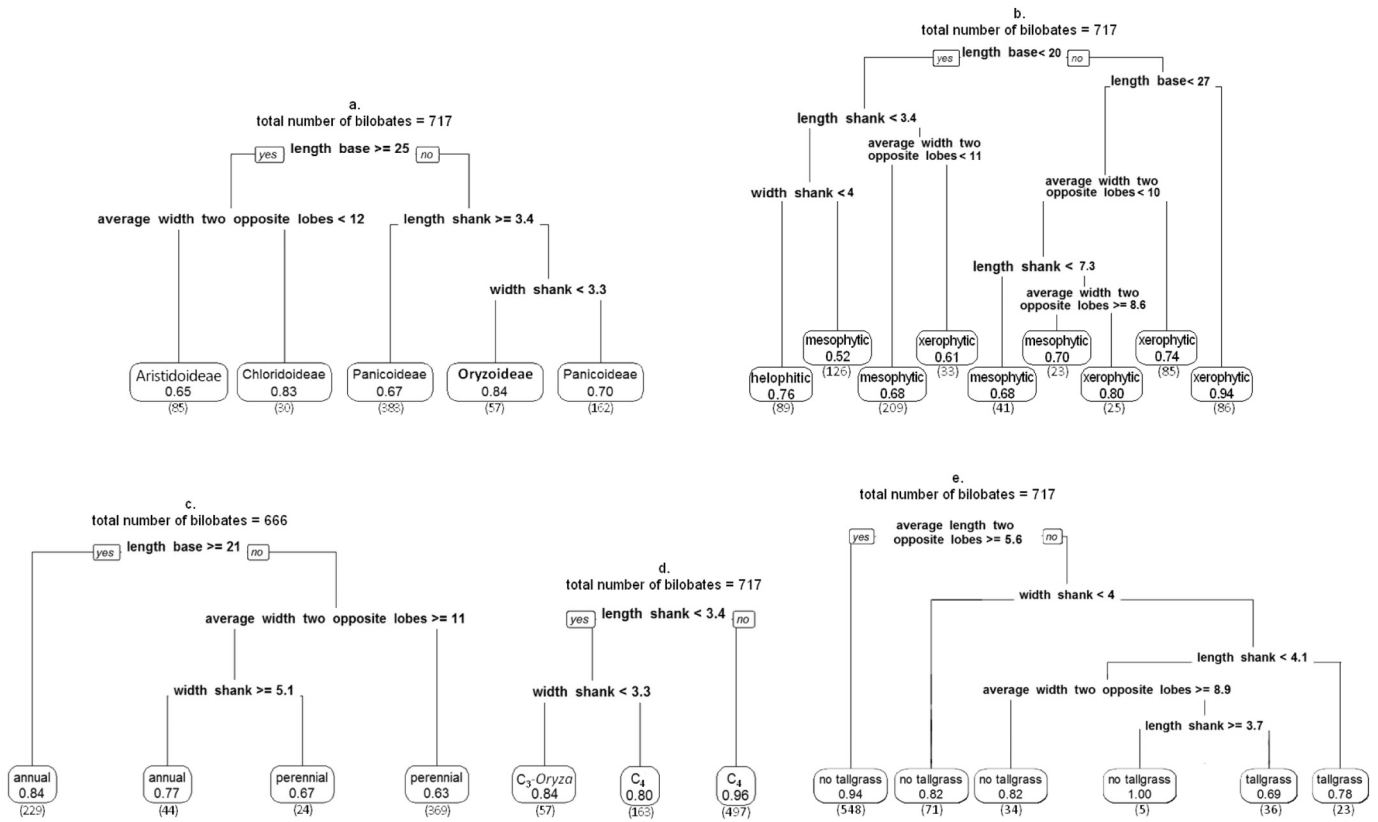 a.
total number of bilobates = 717
yes length base >= 25 no
average width two opposite lobes < 12
length shank >= 3.4
width shank < 3.3
Aristidoideae
0.65
(85)
Chloridoideae
0.83
(30)
Panicoideae
0.67
(383)
Oryzoideae
0.84
(57)
Panicoideae
0.70
(162)
b.
total number of bilobates = 717
yes length base< 20 no
length base< 27
length shank < 3.4
average width two
opposite lobes< 11
width shank < 4
average width two
opposite lobes< 10
length shank < 7.3
average width two
opposite lobes >= 8.6
helophitic
0.76
(89)
mesophytic
0.52
(126)
mesophytic
0.68
(209)
xerophytic
0.61
(33)
mesophytic
0.68
(41)
mesophytic
0.70
(23)
xerophytic
0.80
(25)
xerophytic
0.74
(85)
xerophytic
0.94
(86)
c.
total number of bilobates = 666
yes length base >= 21 no
average width two opposite lobes >= 11
width shank >= 5.1
annual
0.84
(229)
annual
0.77
(44)
perennial
0.67
(24)
perennial
0.63
(369)
d.
total number of bilobates = 717
yes length shank < 3.4 no
width shank < 3.3
C₃-Oryza
0.84
(57)
C₄
0.80
(163)
C₄
0.96
(497)
e.
total number of bilobates = 717
yes average length two no
opposite lobes >= 5.6
width shank < 4
length shank < 4.1
average width two opposite lobes >= 8.9
length shank >= 3.7
no tallgrass
0.94
(548)
no tallgrass
0.82
(71)
no tallgrass
0.82
(34)
no tallgrass
1.00
(5)
tallgrass
0.69
(36)
tallgrass
0.78
(23)